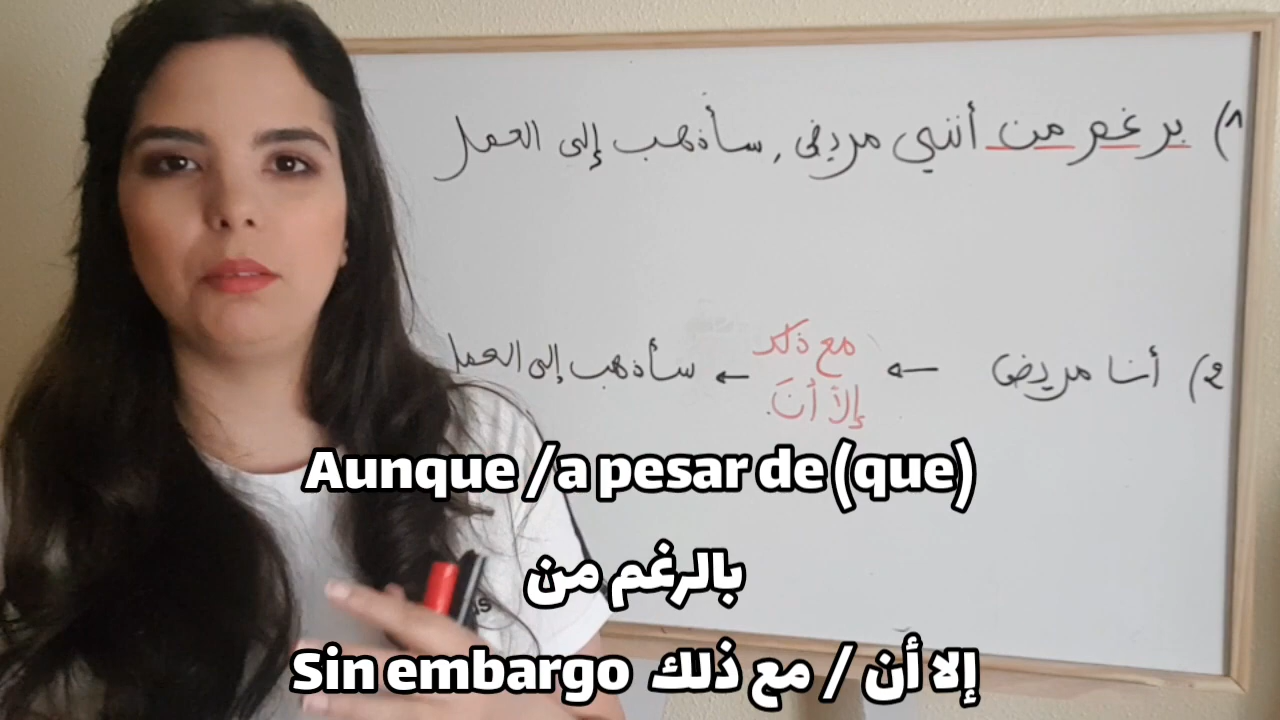 ١) برغم من أنني مريض , سأذهب إلى العمل
2) أنا مريض ← مع ذلك ← سأذهب إلى العمل
إلاَّ أنَ
Aunque /a pesar de (que)
بالرغم من
Sin embargo إلا أن / مع ذلك